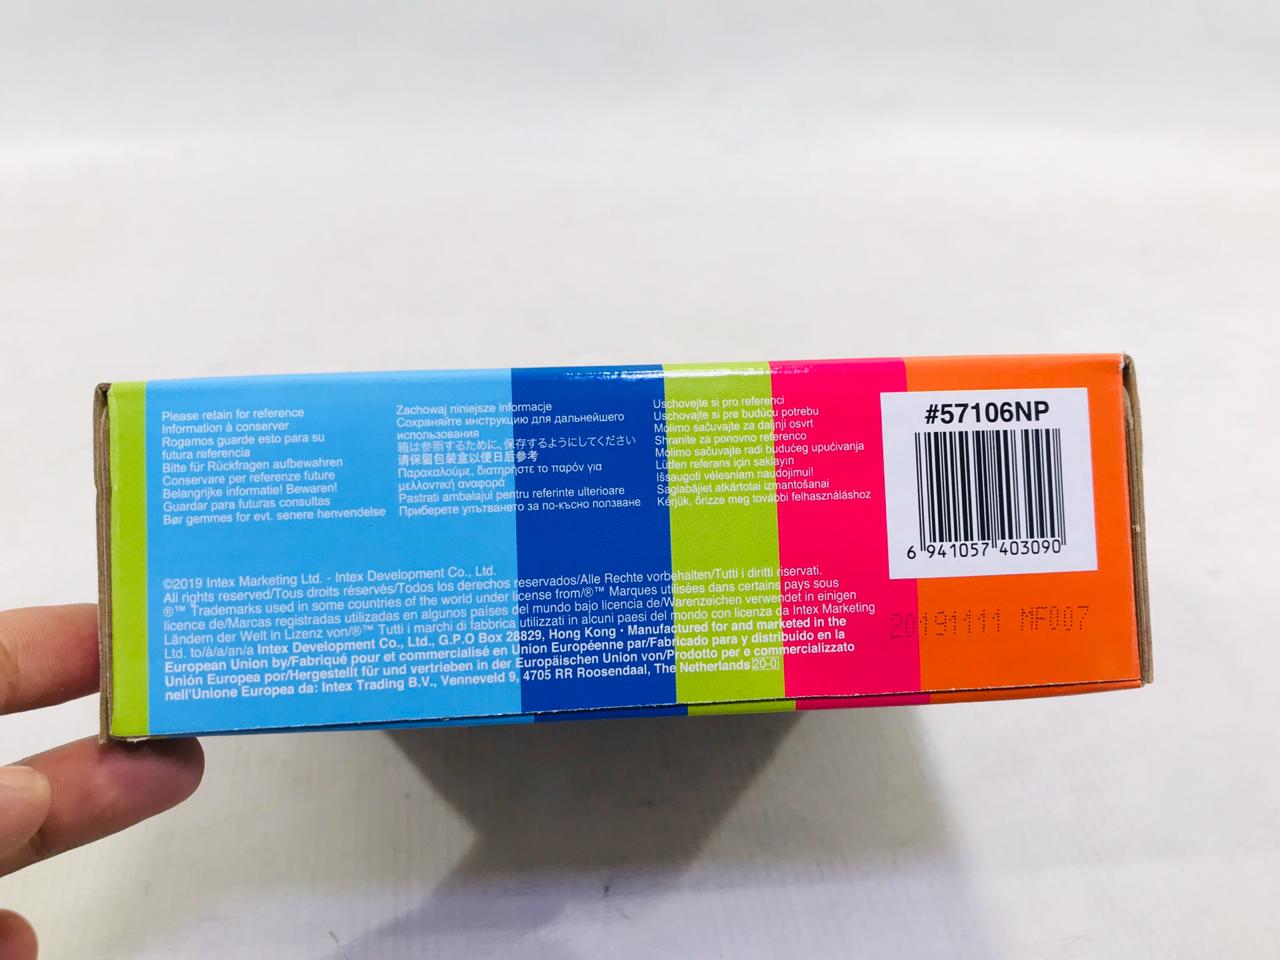 Please retain for reference
Information à conserver
Rogamos guarde esto para su
futura referencia
Bitte für Rückfragen aufbewahren
Conservare per referenze future
Belangrijke informatie! Bewaren!
Guardar para futuras consultas
Bør gemmes for evt. senere henvendelse
Zachowaj niniejsze informacje
Сохраняйте инструкцию для дальнейшего
использования
箱は参照するために、保存するようにしてください
请保留包装盒以便日后参考
Παρακαλούμε, διατηρήστε το παρόν για
μελλοντική αναφορά
Pastrati ambalajul pentru referinte ulterioare
Приберете упътването за по-късно ползване
Uschovejte si pro referenci
Uschovajte si pre budúcu potrebu
Molimo sačuvajte za daljnji osvrt
Shranite za ponovno referenco
Molimo sačuvajte radi budućeg upućivanja
Lütfen referans için saklayın
Išsaugoti vėlesniam naudojimui!
Saglabājiet atkārtotai izmantošanai
Kérjük, őrizze meg további felhasználáshoz
#57106NP
6 941057 403090
©2019 Intex Marketing Ltd. - Intex Development Co., Ltd.
All rights reserved/Tous droits réservés/Todos los derechos reservados/Alle Rechte vorbehalten/Tutti i diritti riservati.
®™ Trademarks used in some countries of the world under license from/®™ Marques utilisées dans certains pays sous
licence de/Marcas registradas utilizadas en algunos países del mundo bajo licencia de/Warenzeichen verwendet in einigen
Ländern der Welt in Lizenz von/®™ Tutti i marchi di fabbrica utilizzati in alcuni paesi del mondo con licenza da Intex Marketing
Ltd. to/à/a/an/a Intex Development Co., Ltd., G.P.O Box 28829, Hong Kong • Manufactured for and marketed in the
European Union by/Fabriqué pour et commercialisé en Union Européenne par/Fabricado para y distribuido en la
Unión Europea por/Hergestellt für und vertrieben in der Europäischen Union von/Prodotto per e commercializzato
nell'Unione Europea da: Intex Trading B.V., Venneveld 9, 4705 RR Roosendaal, The Netherlands 20-0
20191111 MF007